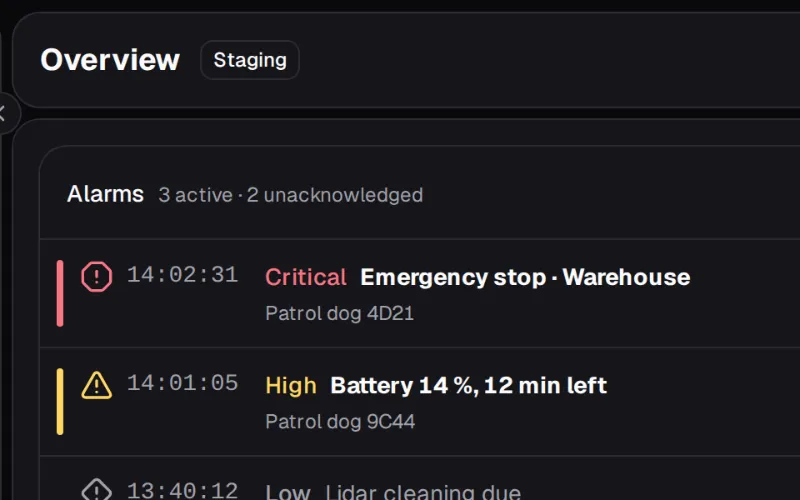 Overview Staging
Alarms 3 active · 2 unacknowledged
14:02:31 Critical Emergency stop · Warehouse
Patrol dog 4D21
14:01:05 High Battery 14 %, 12 min left
Patrol dog 9C44
13:40:12 Low Lidar cleaning due